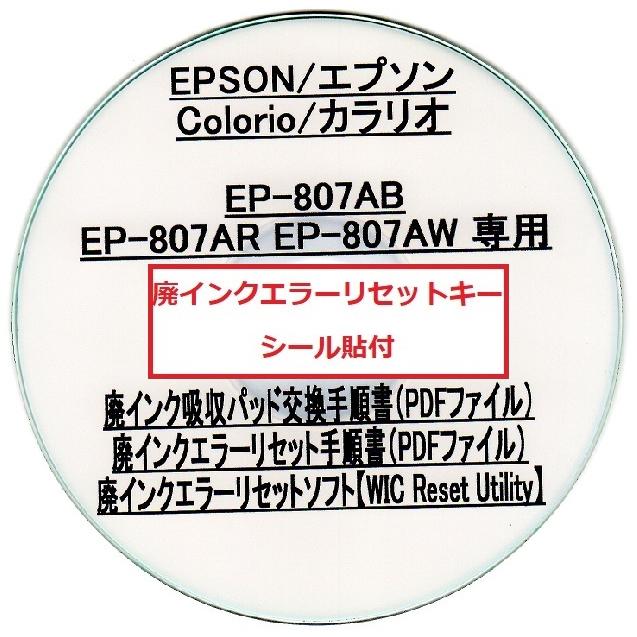 EPSON/エプソン
Colorio/カラリオ
EP-807AB
EP-807AR EP-807AW 専用
廃インクエラーリセットキー
シール貼付
廃インク吸収パッド交換手順書(PDFファイル)
廃インクエラーリセット手順書(PDFファイル)
廃インクエラーリセットソフト【WIC Reset Utility】